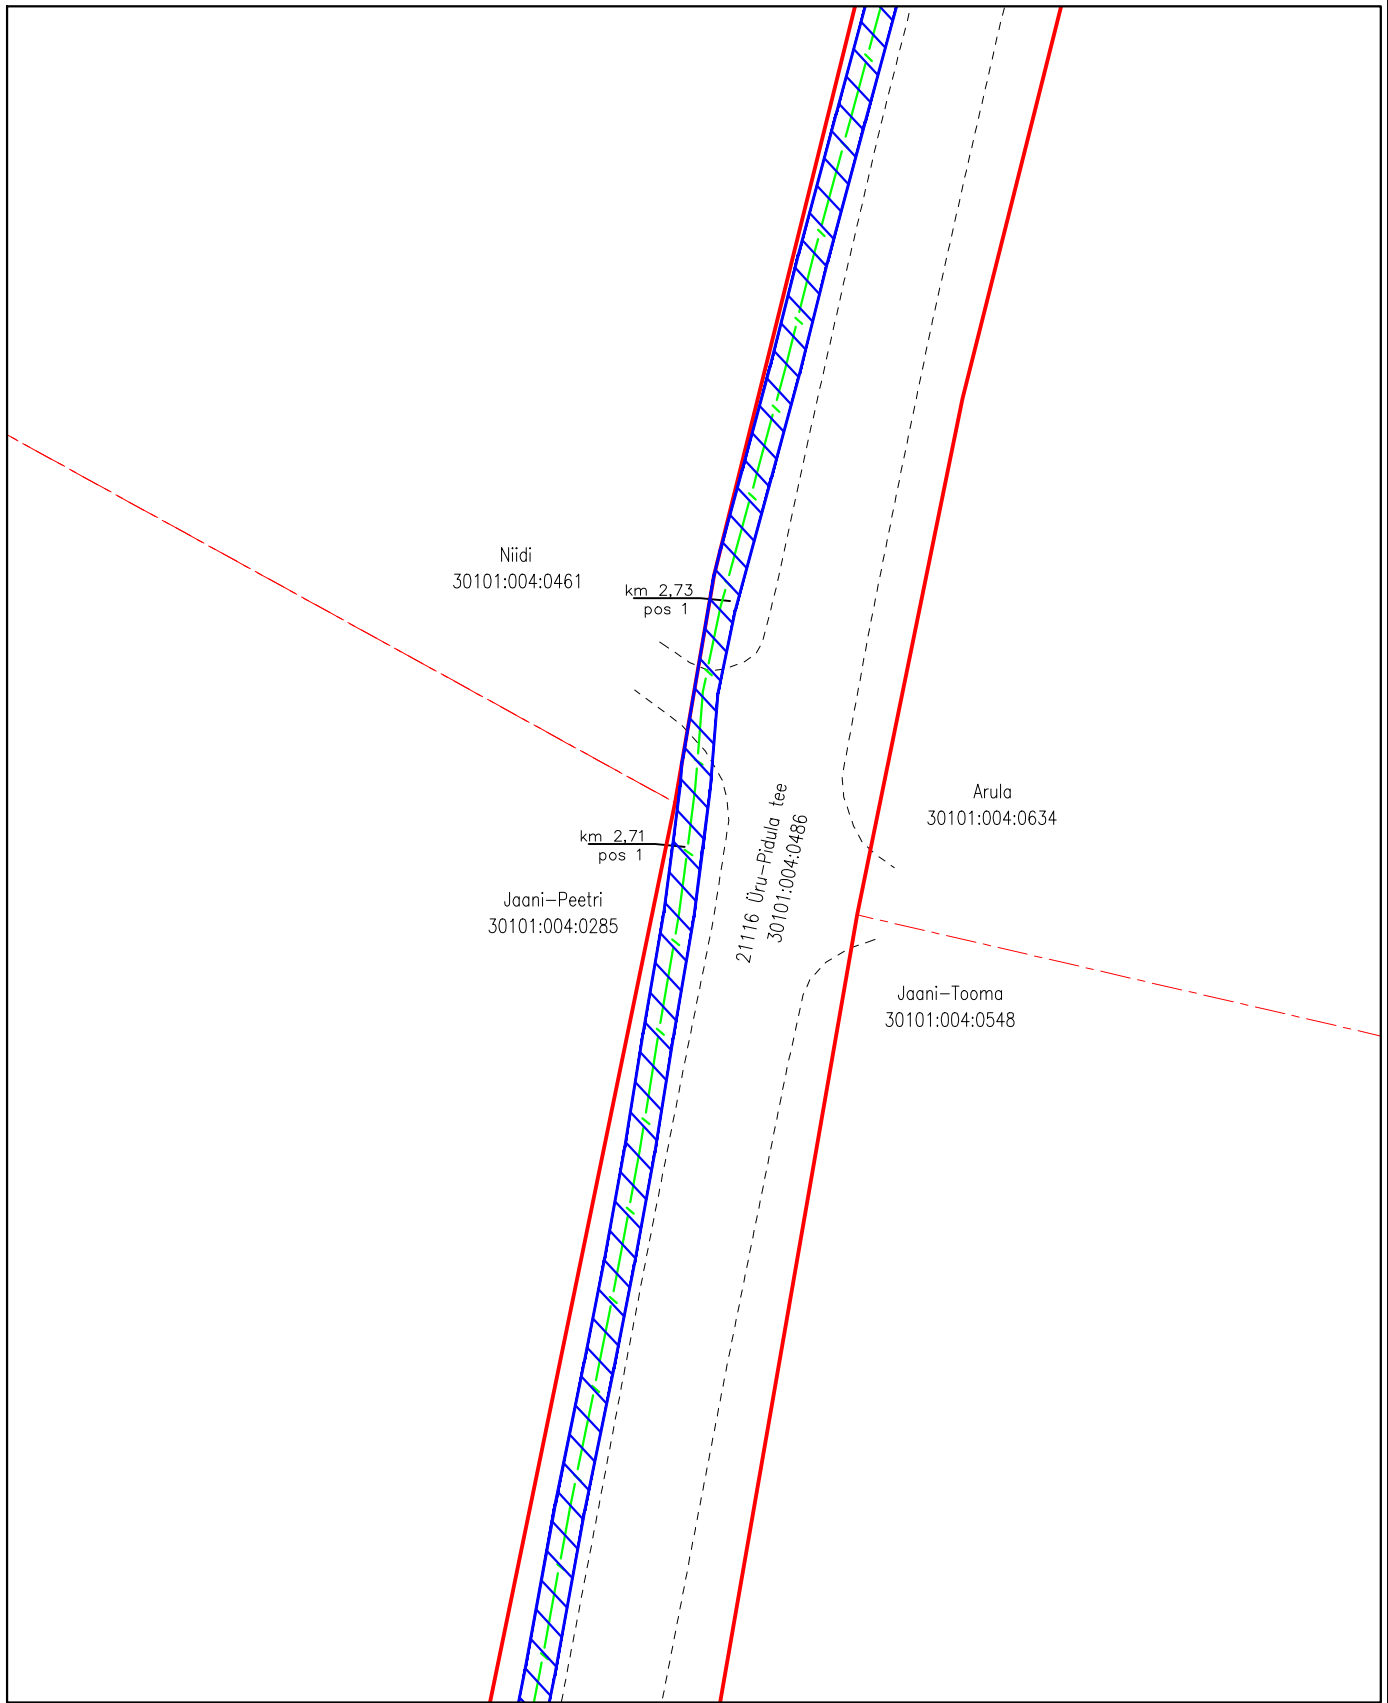 Niidi
30101:004:0461
km 2,73
pos 1
km 2,71
pos 1
Jaani-Peetri
30101:004:0285
21116 Üru-Pidula tee
30101:004:0486
Arula
30101:004:0634
Jaani-Tooma
30101:004:0548